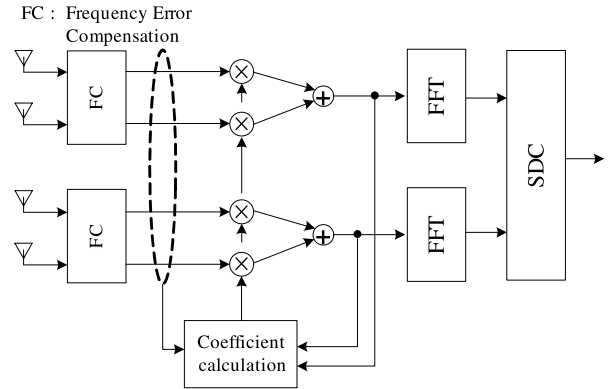 FC : Frequency Error
Compensation
FC
FFT
SDC
FC
FFT
Coefficient
calculation